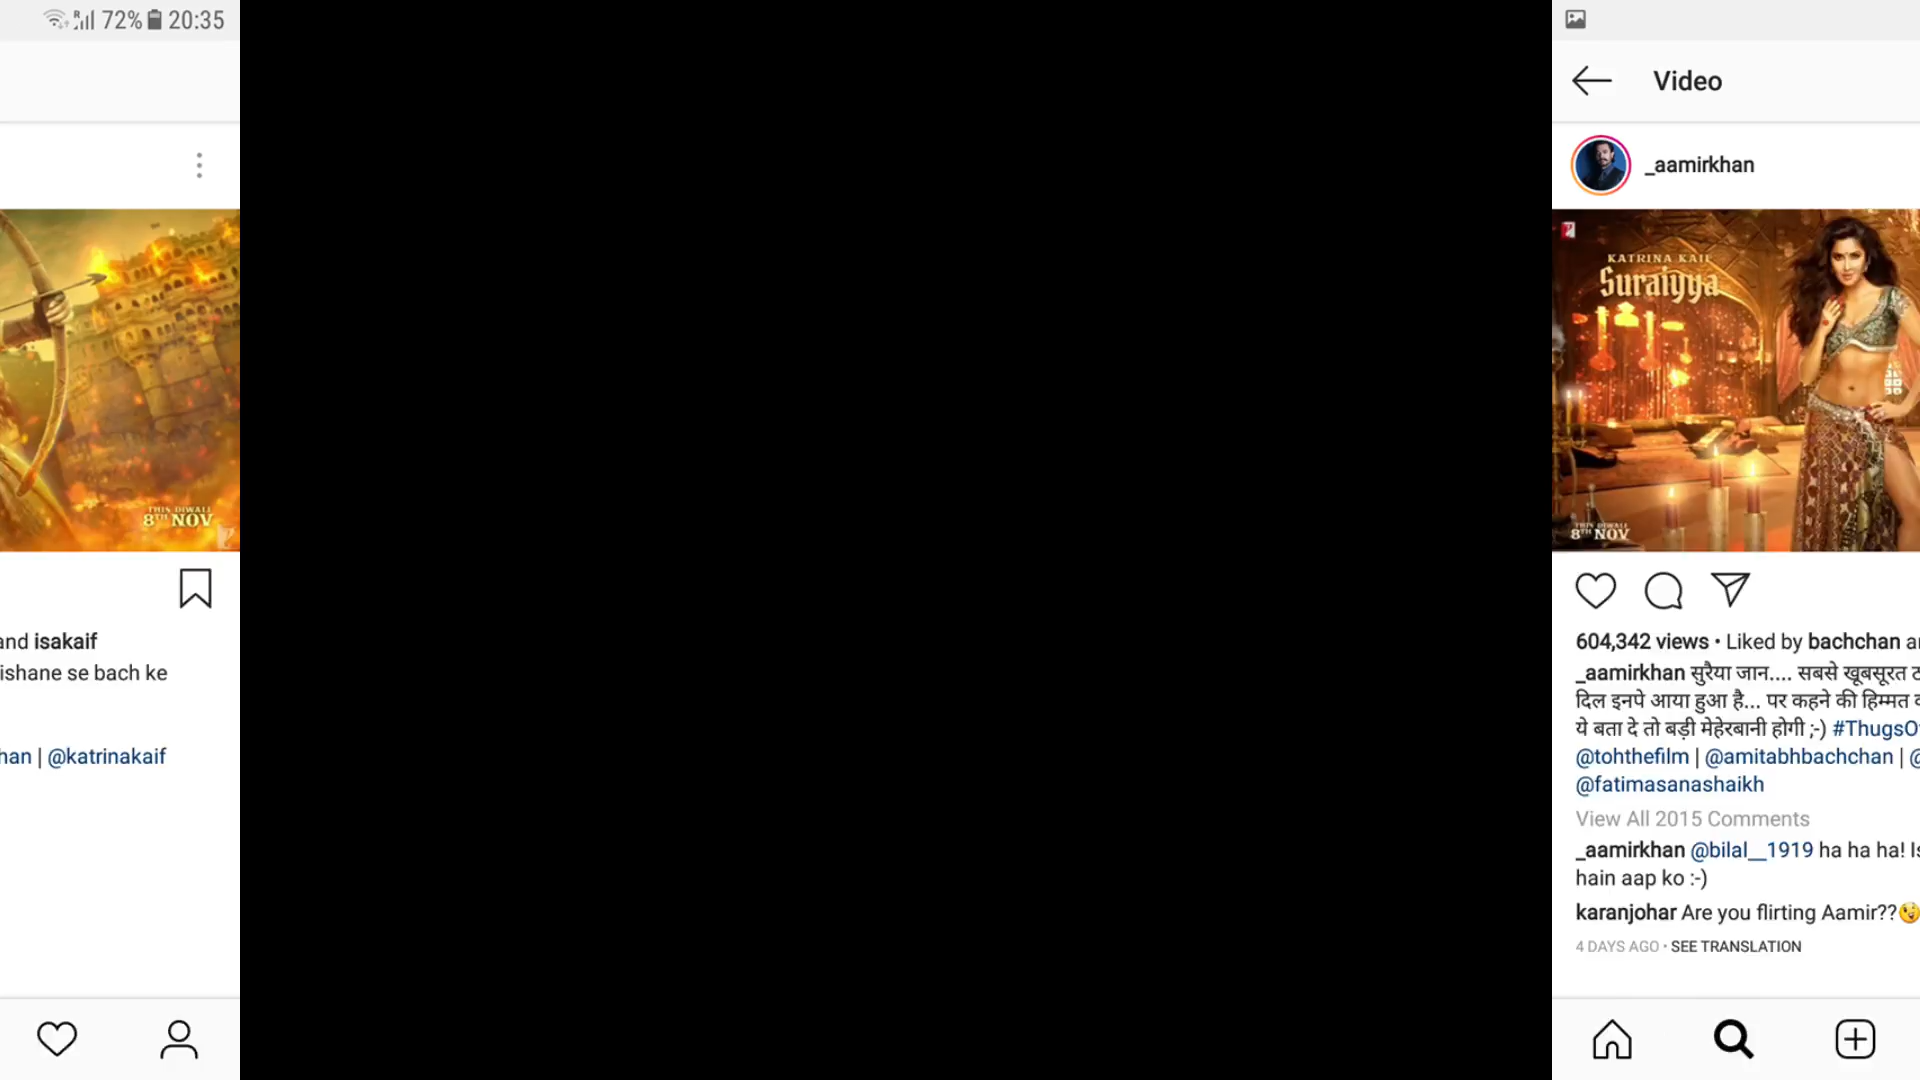 72% 20:35
THIS DIWALI
8TH NOV
and isakaif
ishane se bach ke
han | @katrinakaif
Video
_aamirkhan
KATRINA KAIF
Suraiyya
THIS DIWALI
8TH NOV
604,342 views • Liked by bachchan
_aamirkhan सुरैया जान.... सबसे खूबसूरत
दिल इनपे आया हुआ है... पर कहने की हिम्मत
ये बता दे तो बड़ी मेहेरबानी होगी ;-) #ThugsO
@tohthefilm | @amitabhbachchan | @
@fatimasanashaikh
View All 2015 Comments
_aamirkhan @bilal__1919 ha ha ha! Is
hain aap ko :-)
karanjohar Are you flirting Aamir??😉
4 DAYS AGO • SEE TRANSLATION